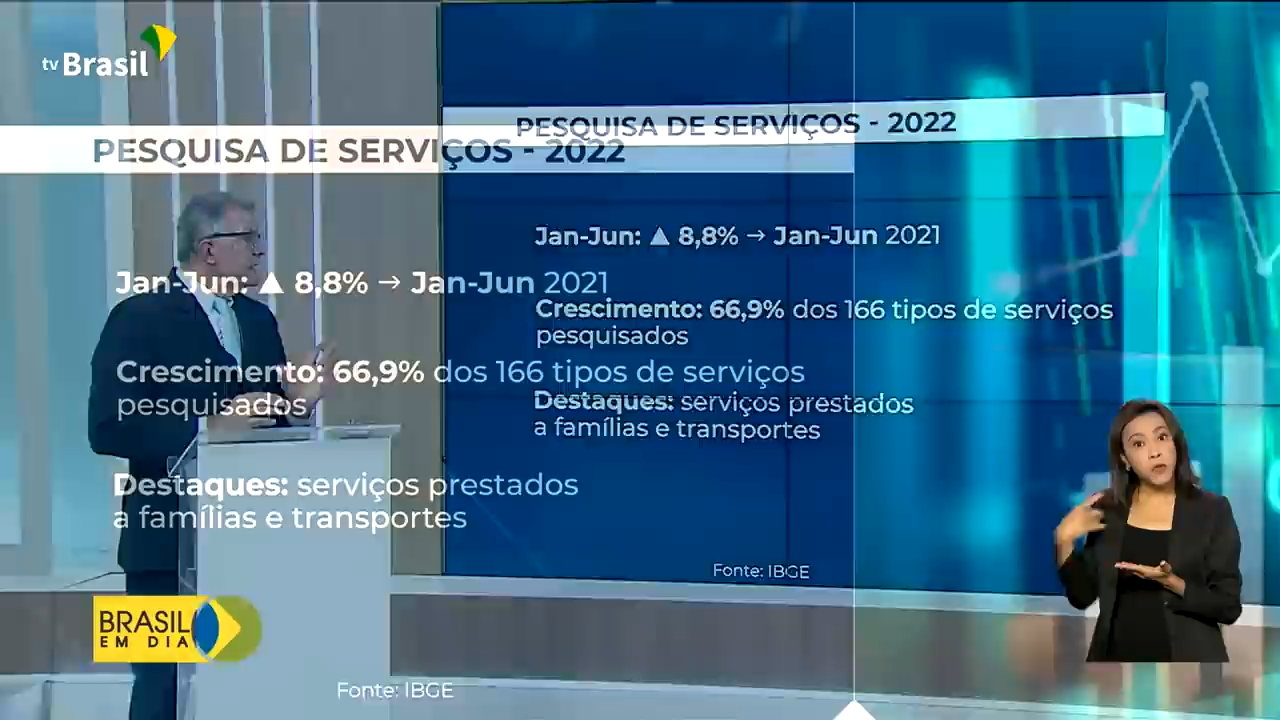 tv Brasil
PESQUISA DE SERVIÇOS - 2022
PESQUISA DE SERVIÇOS - 2022
Jan-Jun: ▲ 8,8% → Jan-Jun 2021
Crescimento: 66,9% dos 166 tipos de serviços
pesquisados
Destaques: serviços prestados
a famílias e transportes
Fonte: IBGE
Jan-Jun: ▲ 8,8% → Jan-Jun 2021
Crescimento: 66,9% dos 166 tipos de serviços
pesquisados
Destaques: serviços prestados
a famílias e transportes
BRASIL
EM DIA
Fonte: IBGE